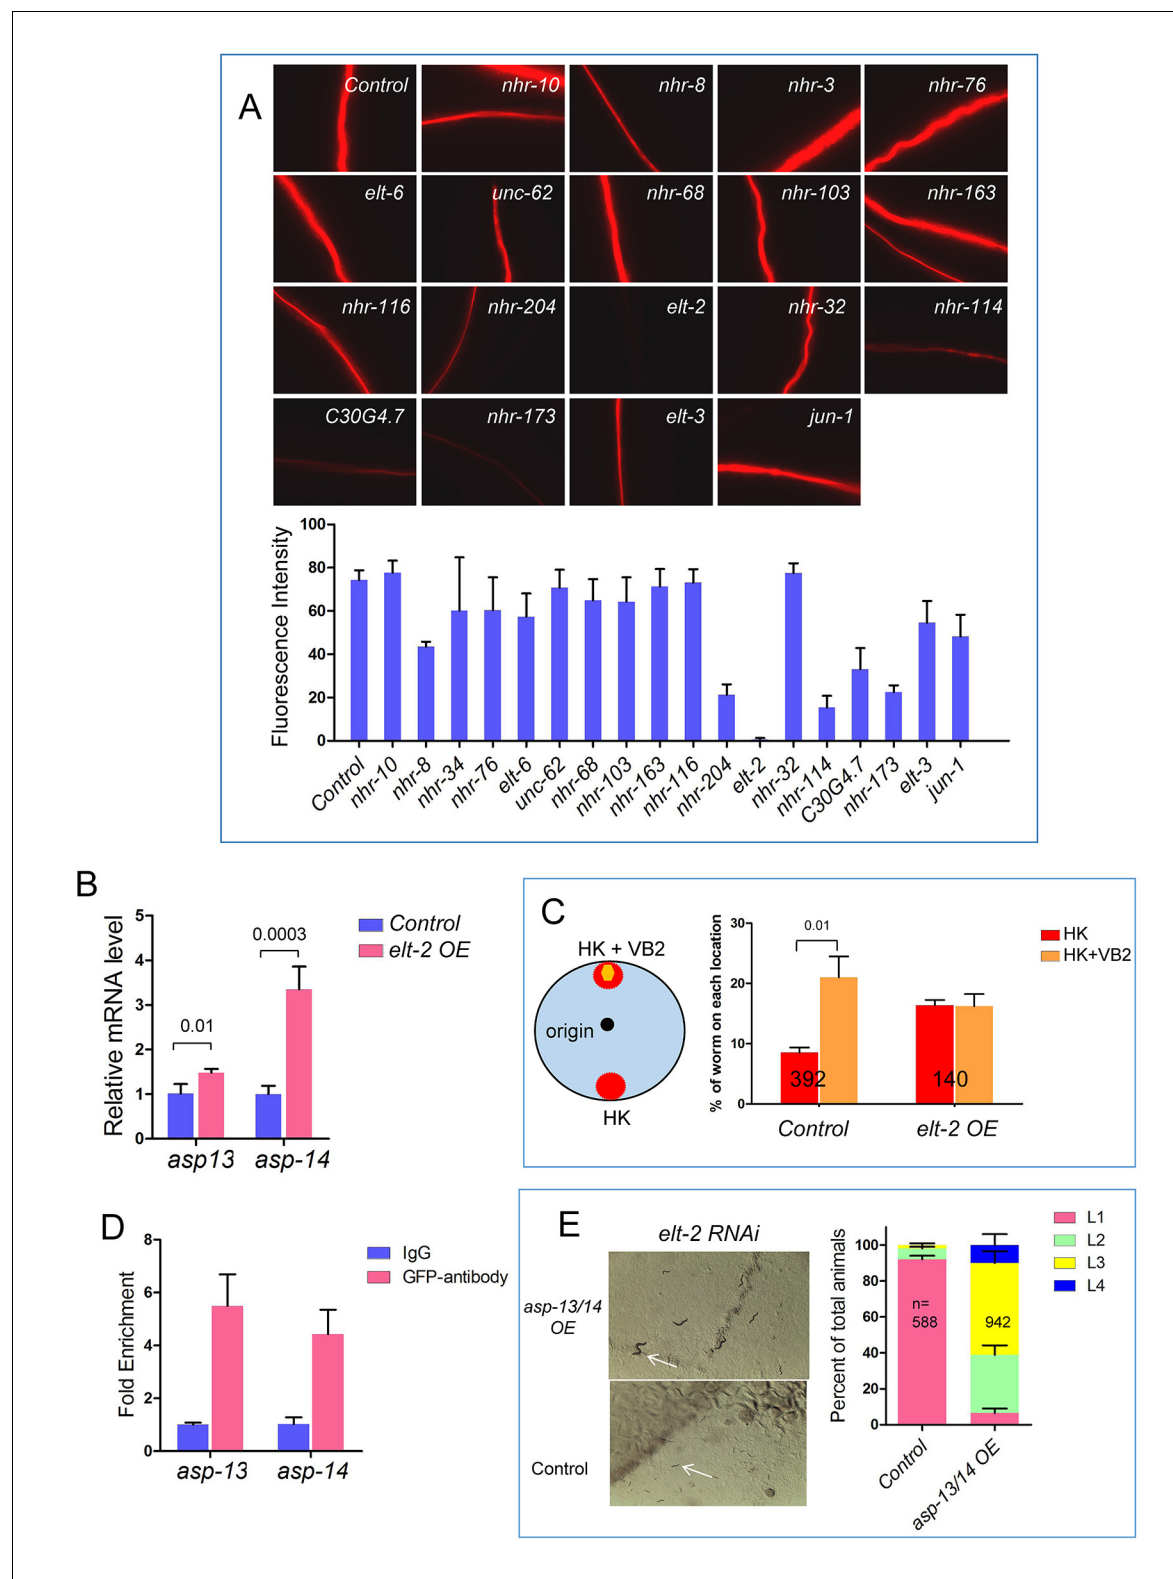 A
Control
nhr-10
nhr-8
nhr-3
nhr-76
elt-6
unc-62
nhr-68
nhr-103
nhr-163
nhr-116
nhr-204
elt-2
nhr-32
nhr-114
C30G4.7
nhr-173
elt-3
jun-1
Fluorescence Intensity
100
80
60
40
20
0
Control
nhr-10
nhr-8
nhr-34
nhr-76
elt-6
unc-62
nhr-68
nhr-103
nhr-163
nhr-116
nhr-204
elt-2
nhr-32
nhr-114
C30G4.7
nhr-173
elt-3
jun-1
B
Relative mRNA level
5
4
3
2
1
0
0.01
0.0003
Control
elt-2 OE
asp13
asp-14
C
HK + VB2
origin
HK
% of worm on each location
30
20
10
0
0.01
392
140
HK
HK+VB2
Control
elt-2 OE
D
Fold Enrichment
8
6
4
2
0
IgG
GFP-antibody
asp-13
asp-14
E
elt-2 RNAi
asp-13/14
OE
Control
Percent of total animals
100
80
60
40
20
0
n=
588
942
L1
L2
L3
L4
Control
asp-13/14 OE